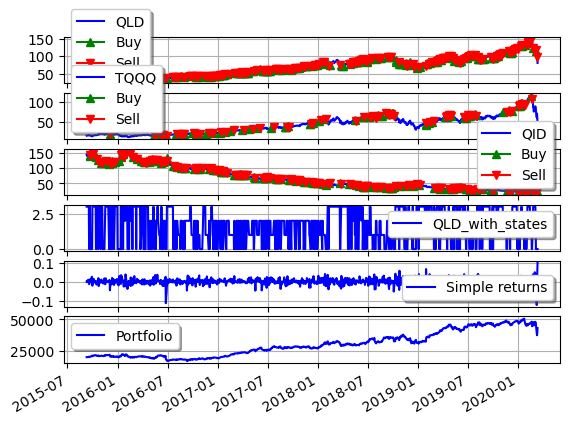 QLD
Buy
Sell
150
100
50
TQQQ
Buy
Sell
100
50
QID
Buy
Sell
150
100
50
QLD_with_states
2.5
0.0
Simple returns
0.1
0.0
−0.1
Portfolio
50000
25000
2015-07
2016-01
2016-07
2017-01
2017-07
2018-01
2018-07
2019-01
2019-07
2020-01